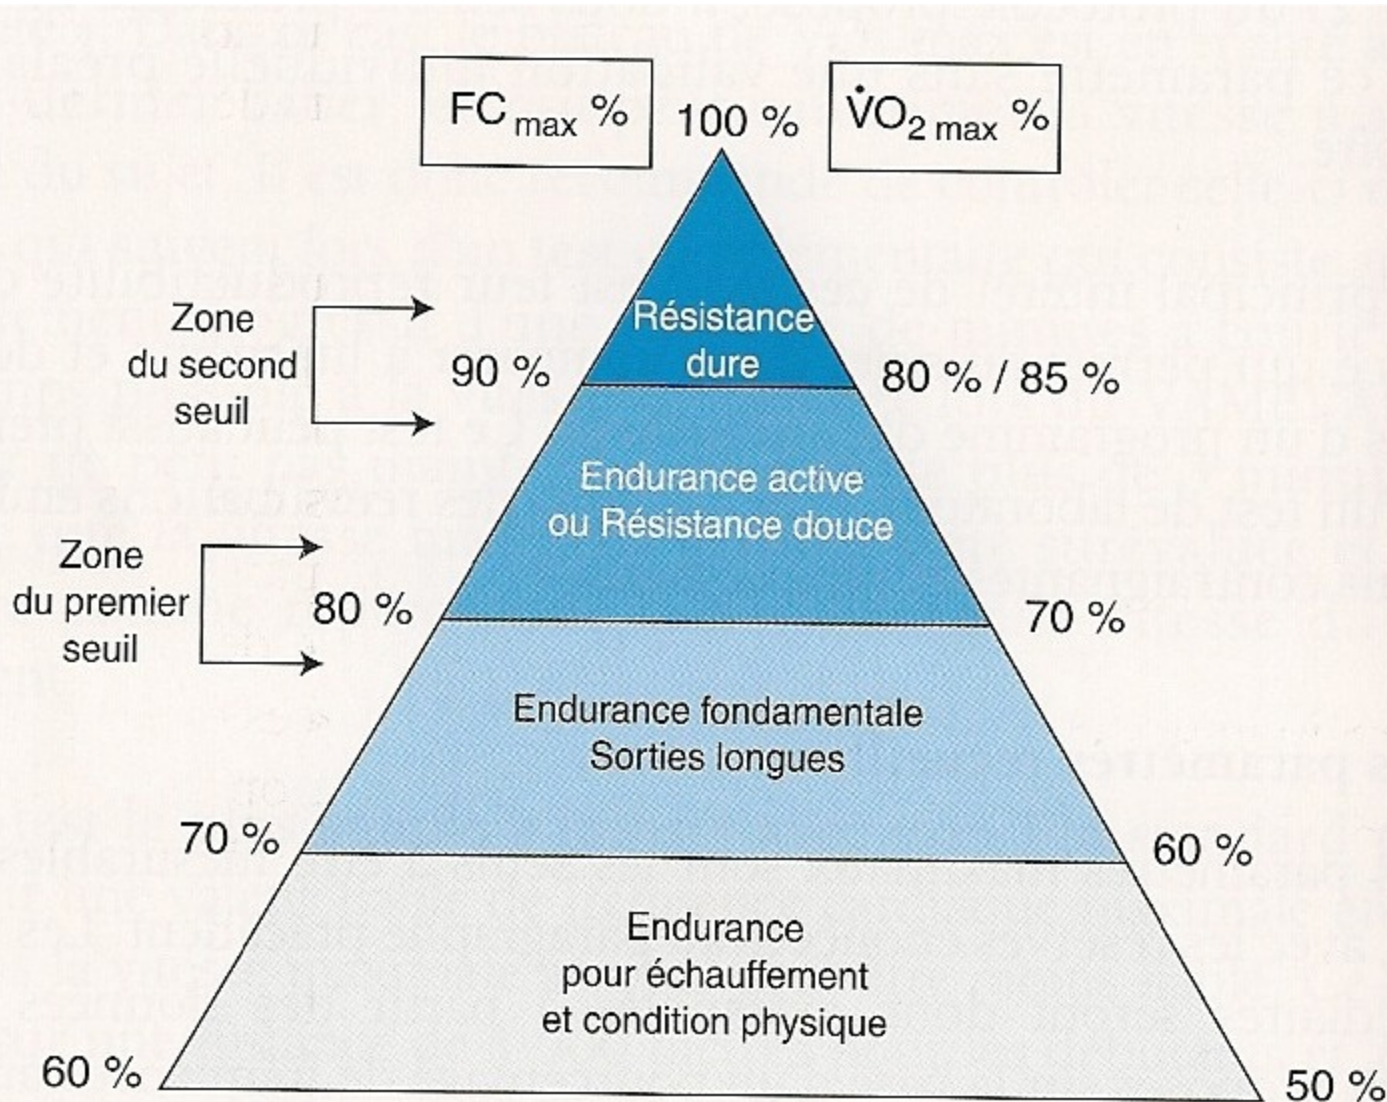 FC max %
100 %
V̇O2 max %
Zone
du second
seuil
90 %
Résistance
dure
80 % / 85 %
Endurance active
ou Résistance douce
Zone
du premier
seuil
80 %
70 %
Endurance fondamentale
Sorties longues
70 %
60 %
Endurance
pour échauffement
et condition physique
60 %
50 %